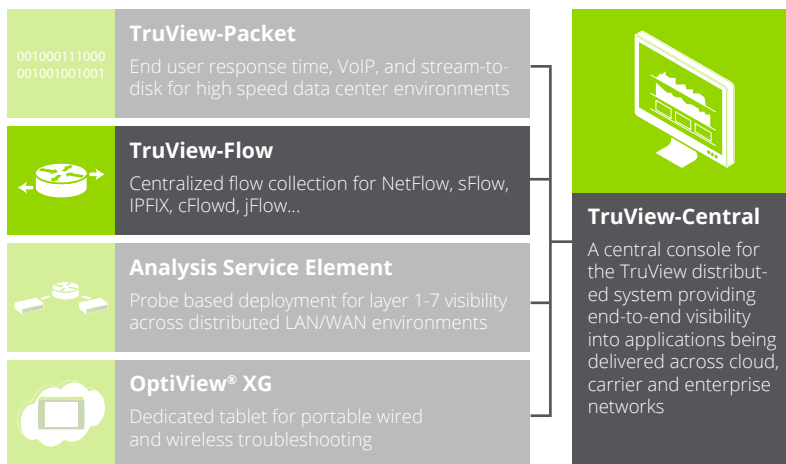 001000111000
001001001001
TruView-Packet
End user response time, VoIP, and stream-to-
disk for high speed data center environments
TruView-Flow
Centralized flow collection for NetFlow, sFlow,
IPFIX, cFlowd, jFlow...
Analysis Service Element
Probe based deployment for layer 1-7 visibility
across distributed LAN/WAN environments
OptiView® XG
Dedicated tablet for portable wired
and wireless troubleshooting
TruView-Central
A central console for
the TruView distribut-
ed system providing
end-to-end visibility
into applications being
delivered across cloud,
carrier and enterprise
networks